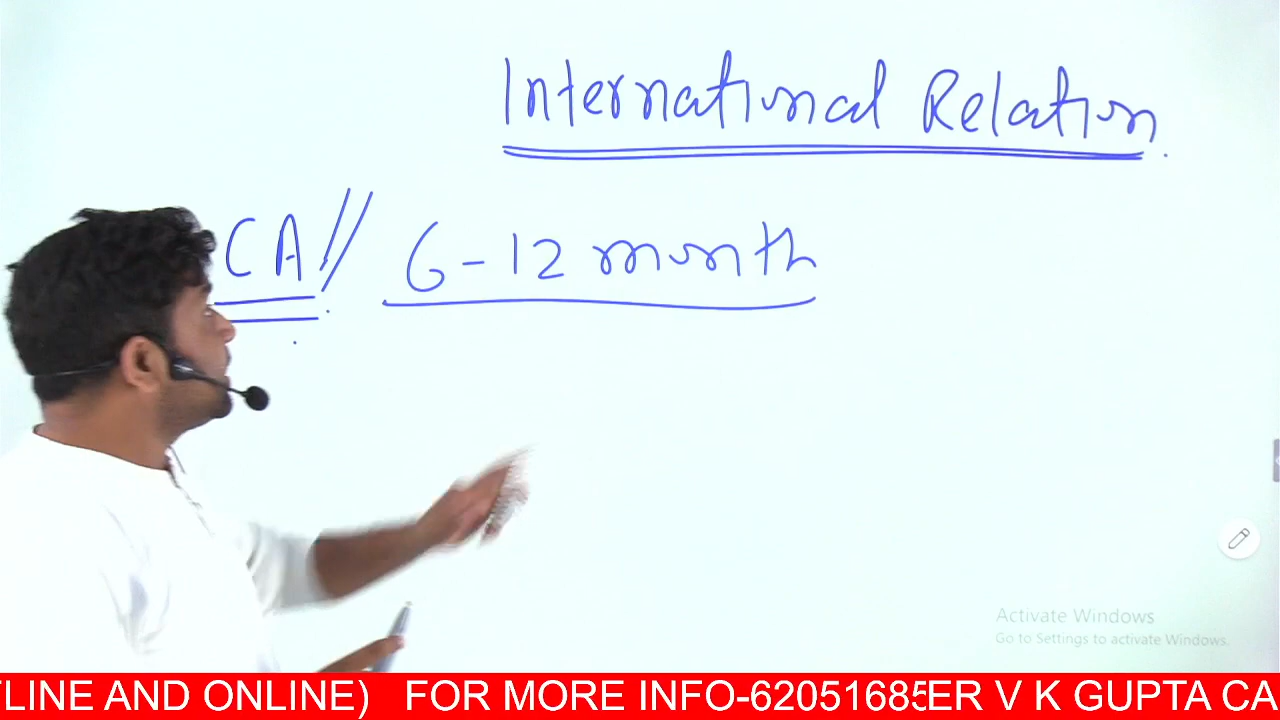 International Relation
CA// 6-12 month
Activate Windows
Go to Settings to activate Windows.
TLINE AND ONLINE) FOR MORE INFO-62051685ER V K GUPTA CA